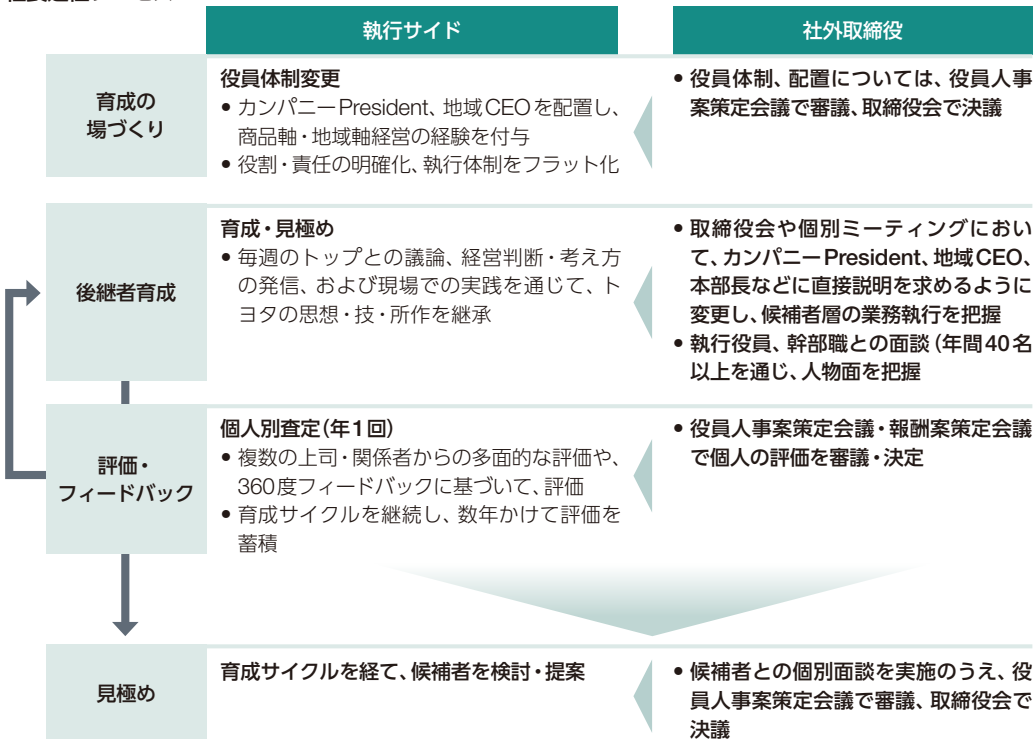 執行サイド
社外取締役
育成の
場づくり
役員体制変更
• カンパニーPresident、地域CEOを配置し、
商品軸・地域軸経営の経験を付与
• 役割・責任の明確化、執行体制をフラット化
• 役員体制、配置については、役員人事
案策定会議で審議、取締役会で決議
後継者育成
育成・見極め
• 毎週のトップとの議論、経営判断・考え方
の発信、および現場での実践を通じて、ト
ヨタの思想・技・所作を継承
• 取締役会や個別ミーティングにおい
て、カンパニーPresident、地域CEO、
本部長などに直接説明を求めるように
変更し、候補者層の業務執行を把握
• 執行役員、幹部職との面談(年間40名
以上を通じ、人物面を把握
評価・
フィードバック
個人別査定(年1回)
• 複数の上司・関係者からの多面的な評価や、
360度フィードバックに基づいて、評価
• 育成サイクルを継続し、数年かけて評価を
蓄積
• 役員人事案策定会議・報酬案策定会議
で個人の評価を審議・決定
見極め
育成サイクルを経て、候補者を検討・提案
• 候補者との個別面談を実施のうえ、役
員人事案策定会議で審議、取締役会で
決議